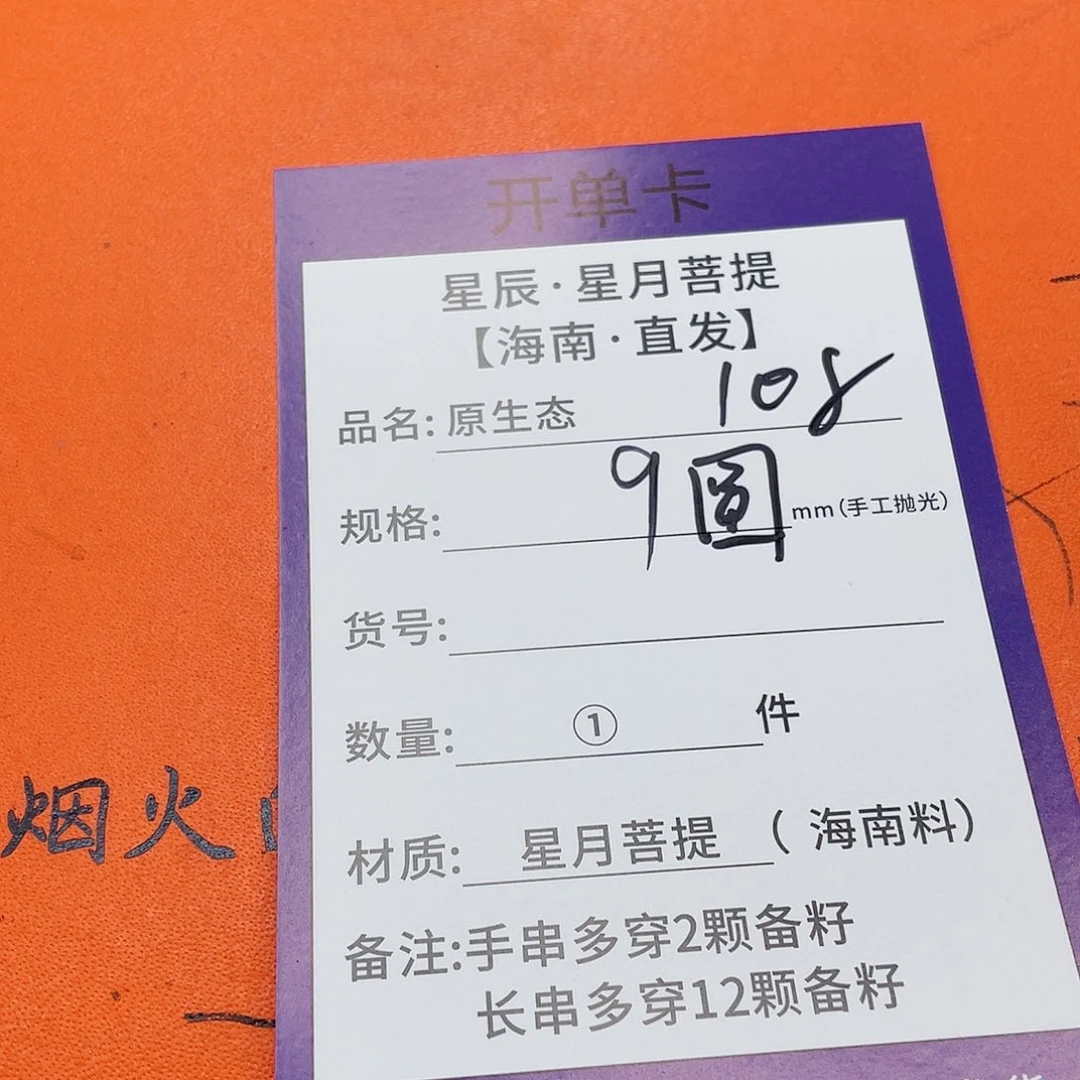 开单卡
星辰·星月菩提
【海南·直发】
品名: 原生态 108
规格: 9圆 mm(手工抛光)
货号:
数量: ① 件
材质: 星月菩提 (海南料)
备注:手串多穿2颗备籽
长串多穿12颗备籽
烟火